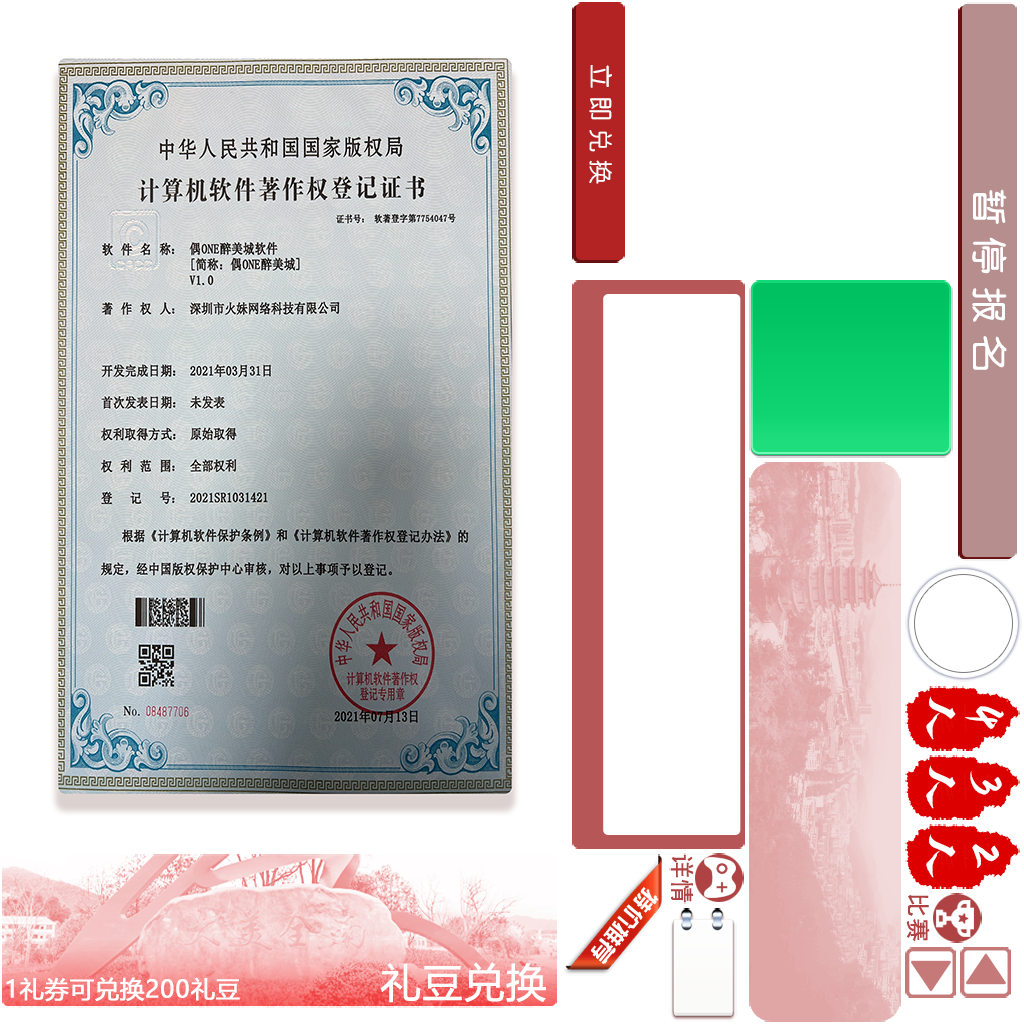 中华人民共和国国家版权局
计算机软件著作权登记证书
证书号： 软著登字第7754047号
软件名称： 偶ONE醉美城软件
[简称：偶ONE醉美城]
V1.0
著作权人： 深圳市火妹网络科技有限公司
开发完成日期： 2021年03月31日
首次发表日期： 未发表
权利取得方式： 原始取得
权利范围： 全部权利
登记号： 2021SR1031421
根据《计算机软件保护条例》和《计算机软件著作权登记办法》的
规定，经中国版权保护中心审核，对以上事项予以登记。
中华人民共和国国家版权局
计算机软件著作权
登记专用章
No. 08487706
2021年07月13日
立即兑换
暂停报名
4人
3人
2人
详情
特们推荐
比赛
1礼券可兑换200礼豆
礼豆兑换